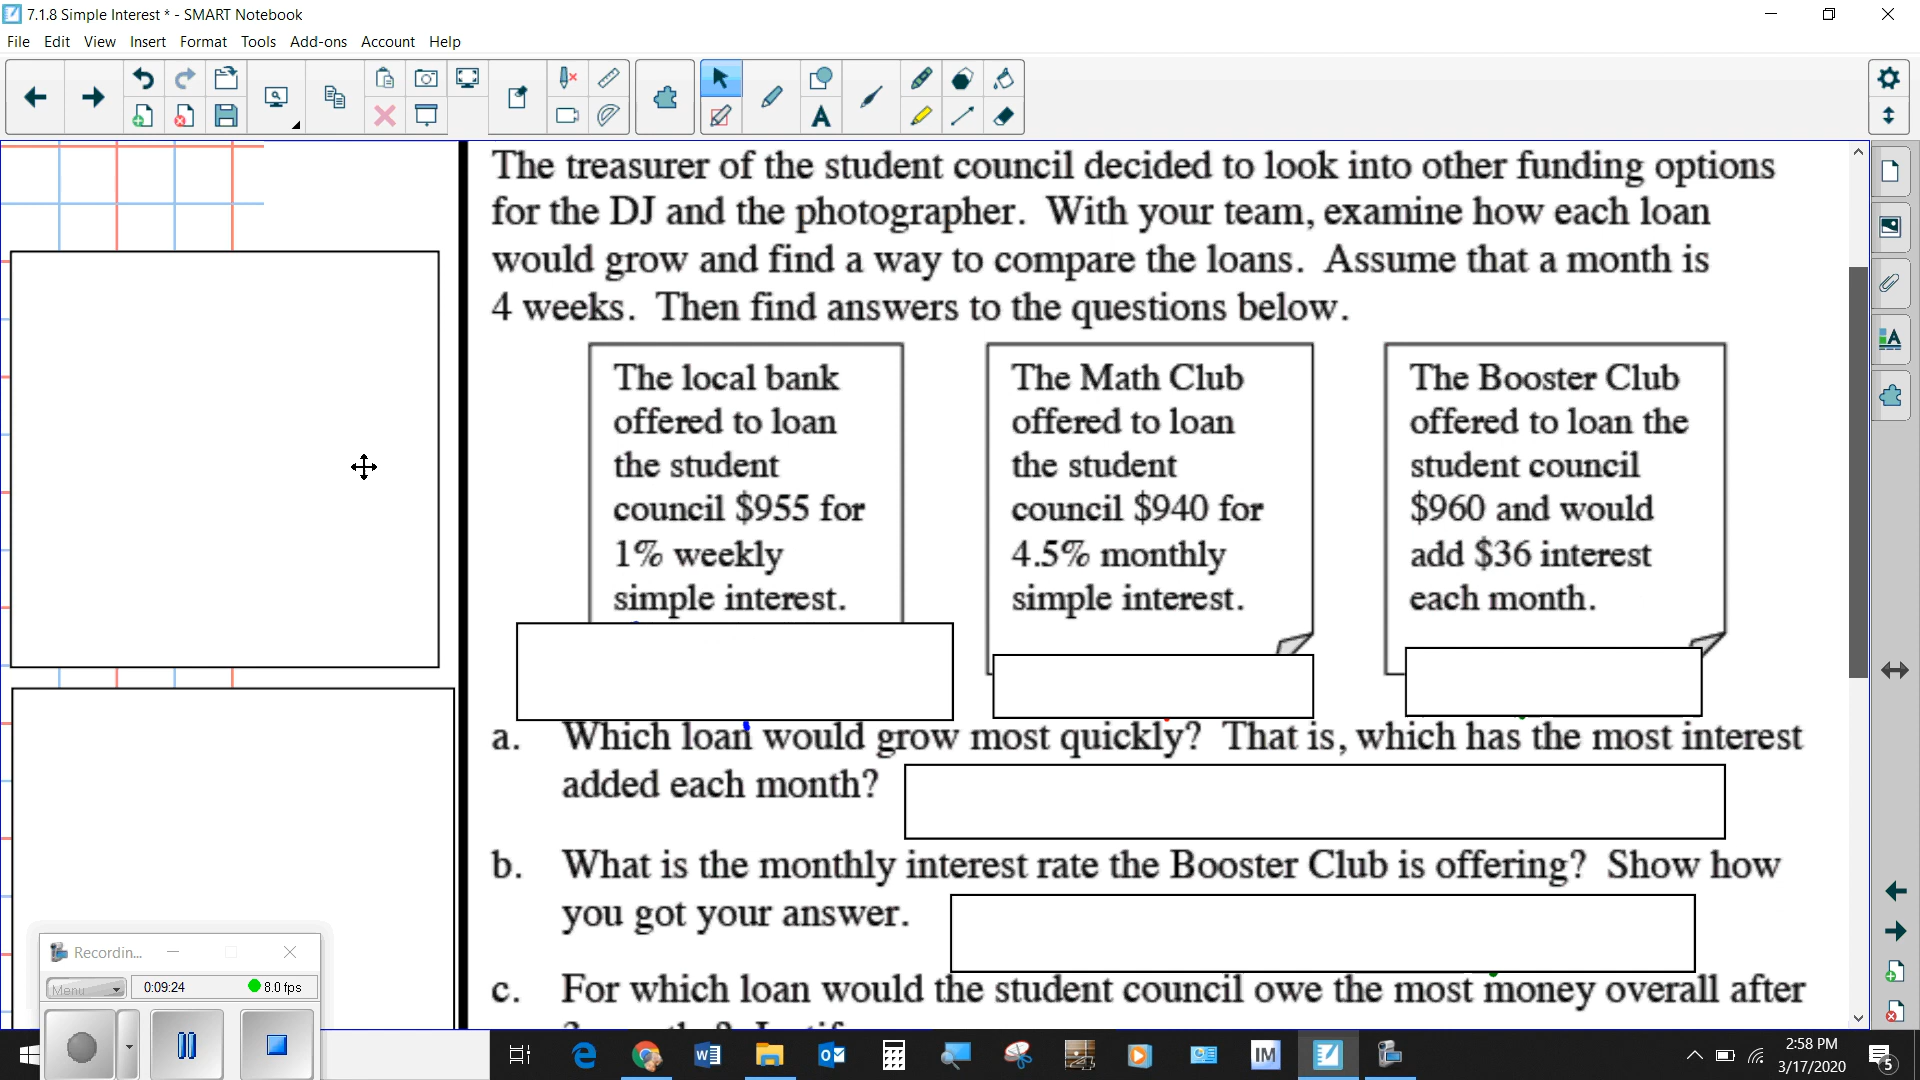 7.1.8 Simple Interest * - SMART Notebook
File Edit View Insert Format Tools Add-ons Account Help
The treasurer of the student council decided to look into other funding options
for the DJ and the photographer. With your team, examine how each loan
would grow and find a way to compare the loans. Assume that a month is
4 weeks. Then find answers to the questions below.
The local bank
offered to loan
the student
council $955 for
1% weekly
simple interest.
The Math Club
offered to loan
the student
council $940 for
4.5% monthly
simple interest.
The Booster Club
offered to loan the
student council
$960 and would
add $36 interest
each month.
a. Which loan would grow most quickly? That is, which has the most interest
added each month?
b. What is the monthly interest rate the Booster Club is offering? Show how
you got your answer.
c. For which loan would the student council owe the most money overall after
Recordin...
Menu 0:09:24 8.0 fps
IM
2:58 PM
3/17/2020
5